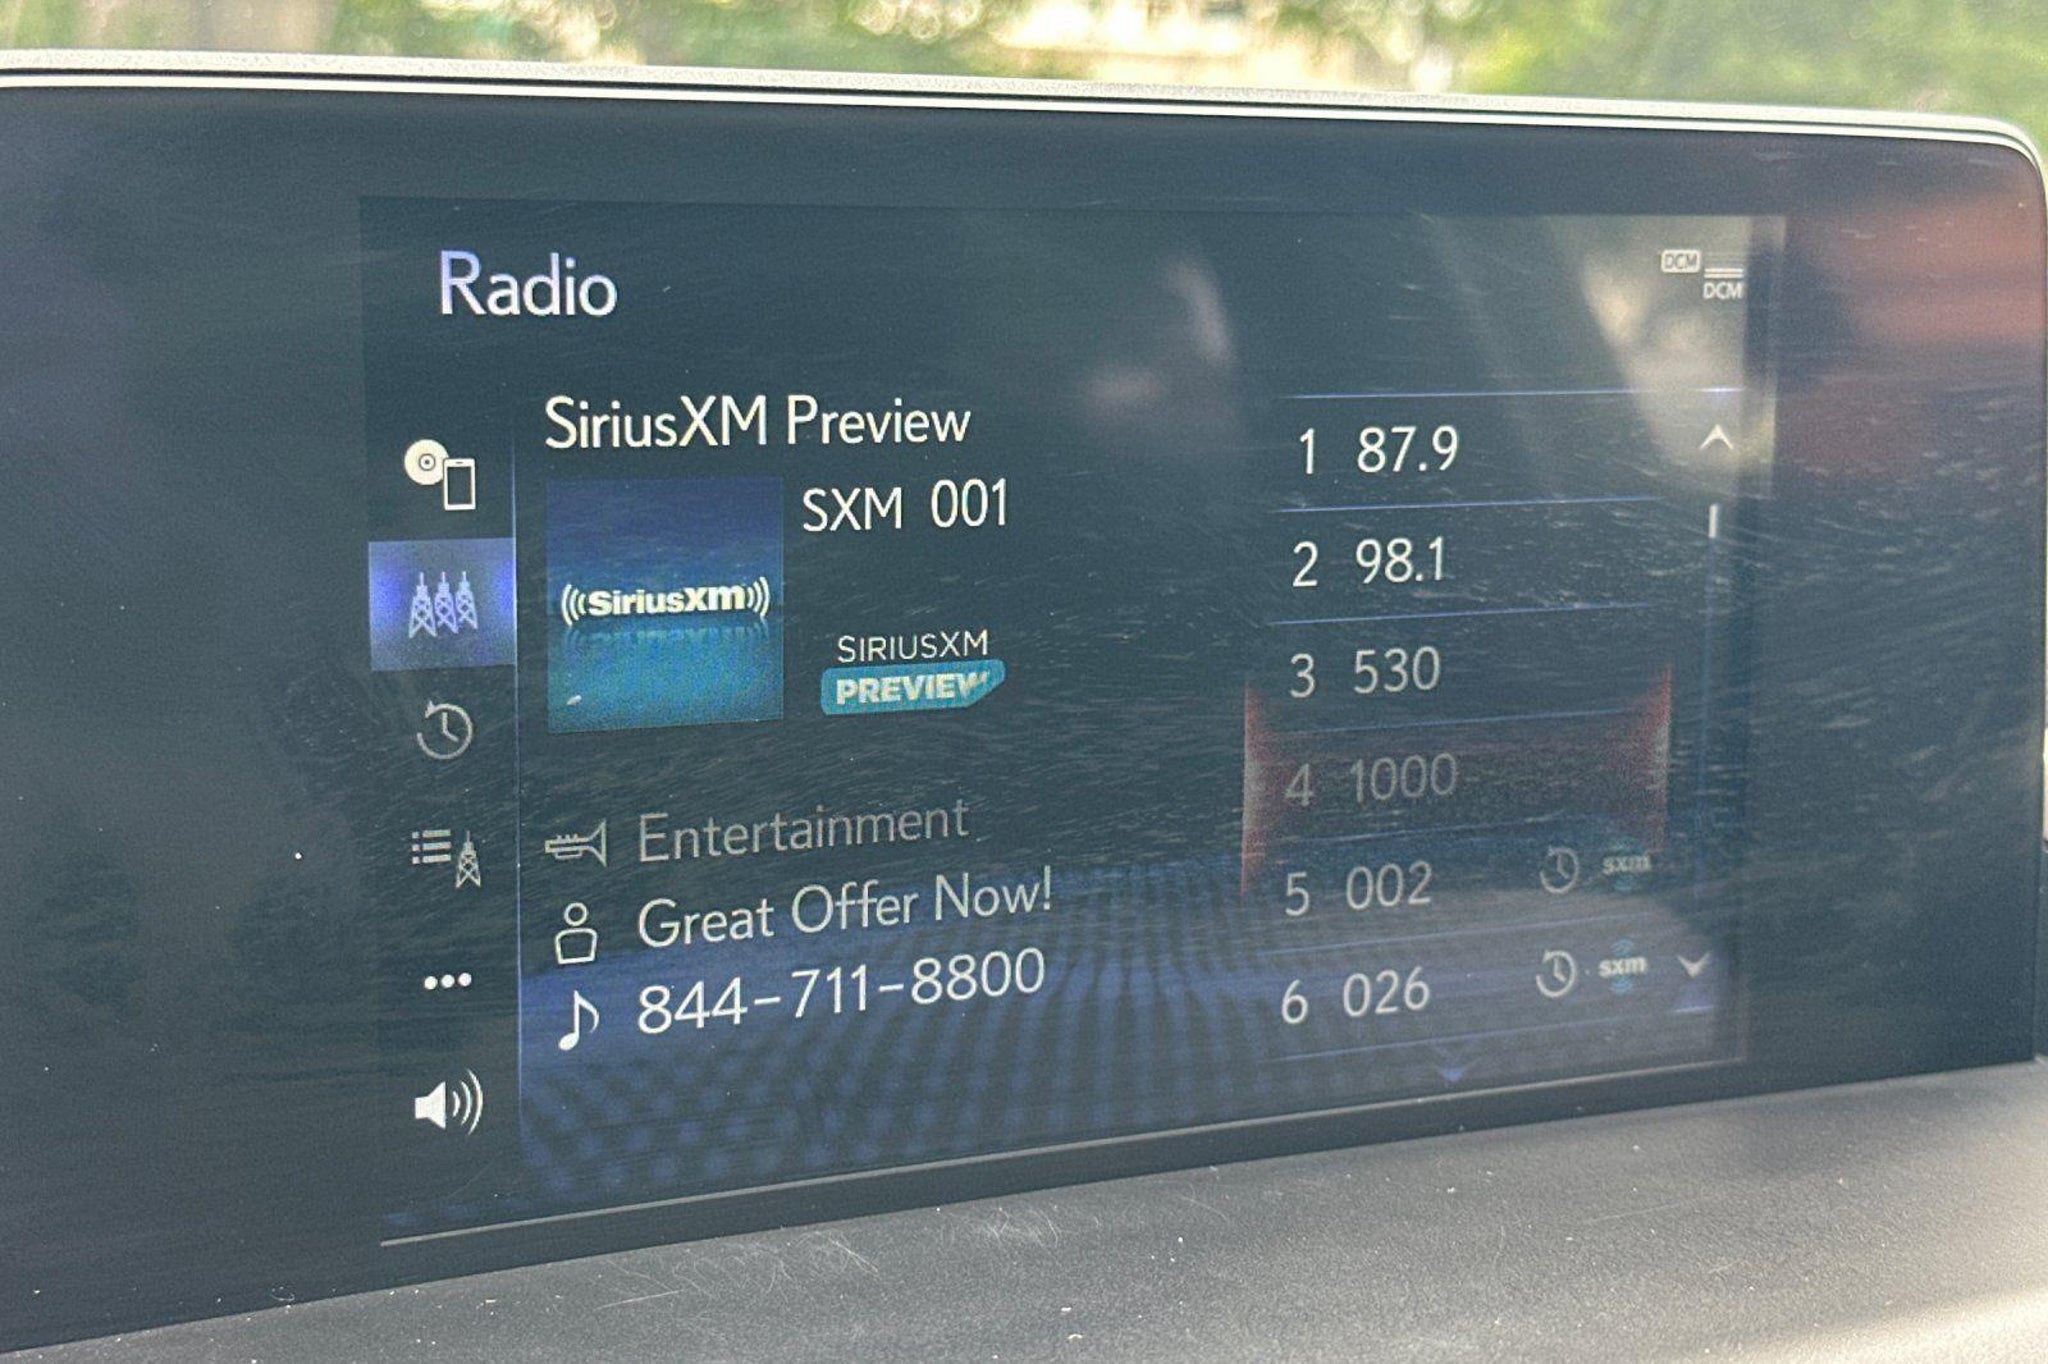 Radio
DCM
DCM
SiriusXM Preview
SXM 001
SiriusXM
SIRIUSXM
PREVIEW
Entertainment
Great Offer Now!
844-711-8800
1 87.9
2 98.1
3 530
4 1000
5 002 sxm
6 026 sxm